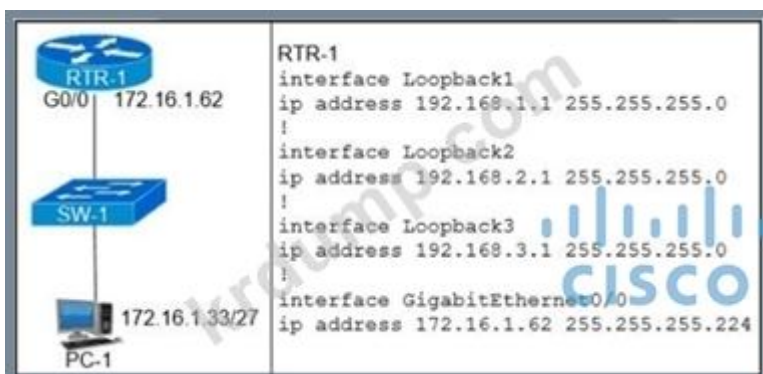 RTR-1
G0/0 172.16.1.62
SW-1
172.16.1.33/27
PC-1
RTR-1
interface Loopback1
ip address 192.168.1.1 255.255.255.0
!
interface Loopback2
ip address 192.168.2.1 255.255.255.0
!
interface Loopback3
ip address 192.168.3.1 255.255.255.0
!
interface GigabitEthernet0/0
ip address 172.16.1.62 255.255.255.224
CISCO
krdump.com